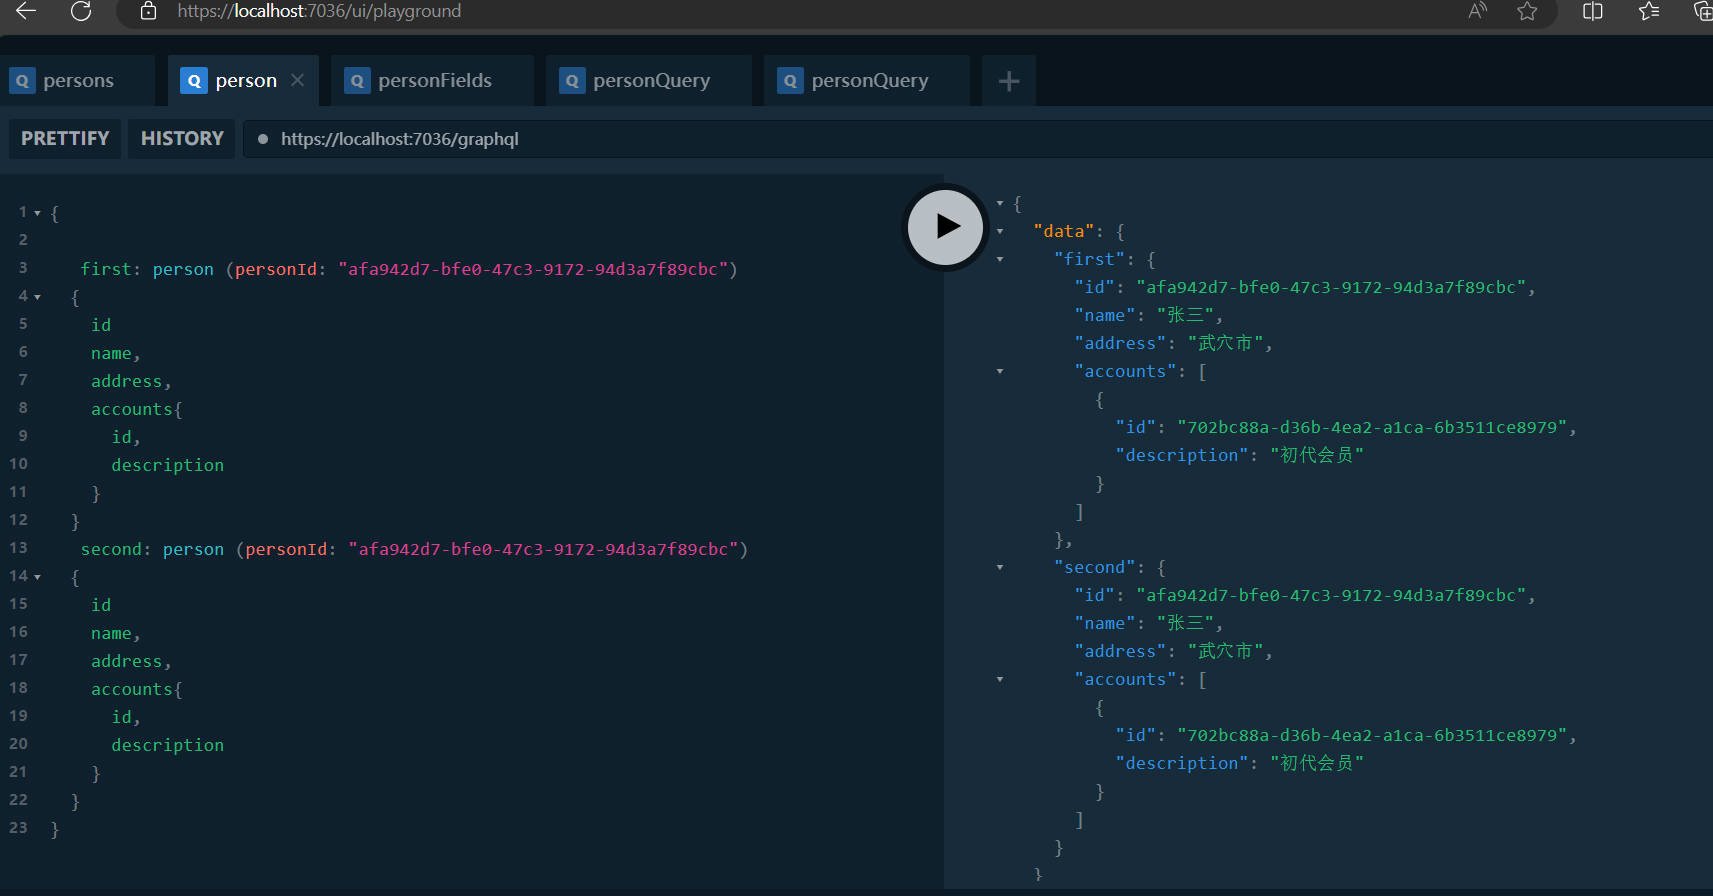 https://localhost:7036/ui/playground
Q persons
Q person
Q personFields
Q personQuery
Q personQuery
PRETTIFY
HISTORY
https://localhost:7036/graphql
1 {
2
3 first: person (personId: "afa942d7-bfe0-47c3-9172-94d3a7f89cbc")
4 {
5 id
6 name,
7 address,
8 accounts{
9 id,
10 description
11 }
12 }
13 second: person (personId: "afa942d7-bfe0-47c3-9172-94d3a7f89cbc")
14 {
15 id
16 name,
17 address,
18 accounts{
19 id,
20 description
21 }
22 }
23 }
{
"data": {
"first": {
"id": "afa942d7-bfe0-47c3-9172-94d3a7f89cbc",
"name": "张三",
"address": "武穴市",
"accounts": [
{
"id": "702bc88a-d36b-4ea2-a1ca-6b3511ce8979",
"description": "初代会员"
}
]
},
"second": {
"id": "afa942d7-bfe0-47c3-9172-94d3a7f89cbc",
"name": "张三",
"address": "武穴市",
"accounts": [
{
"id": "702bc88a-d36b-4ea2-a1ca-6b3511ce8979",
"description": "初代会员"
}
]
}
}